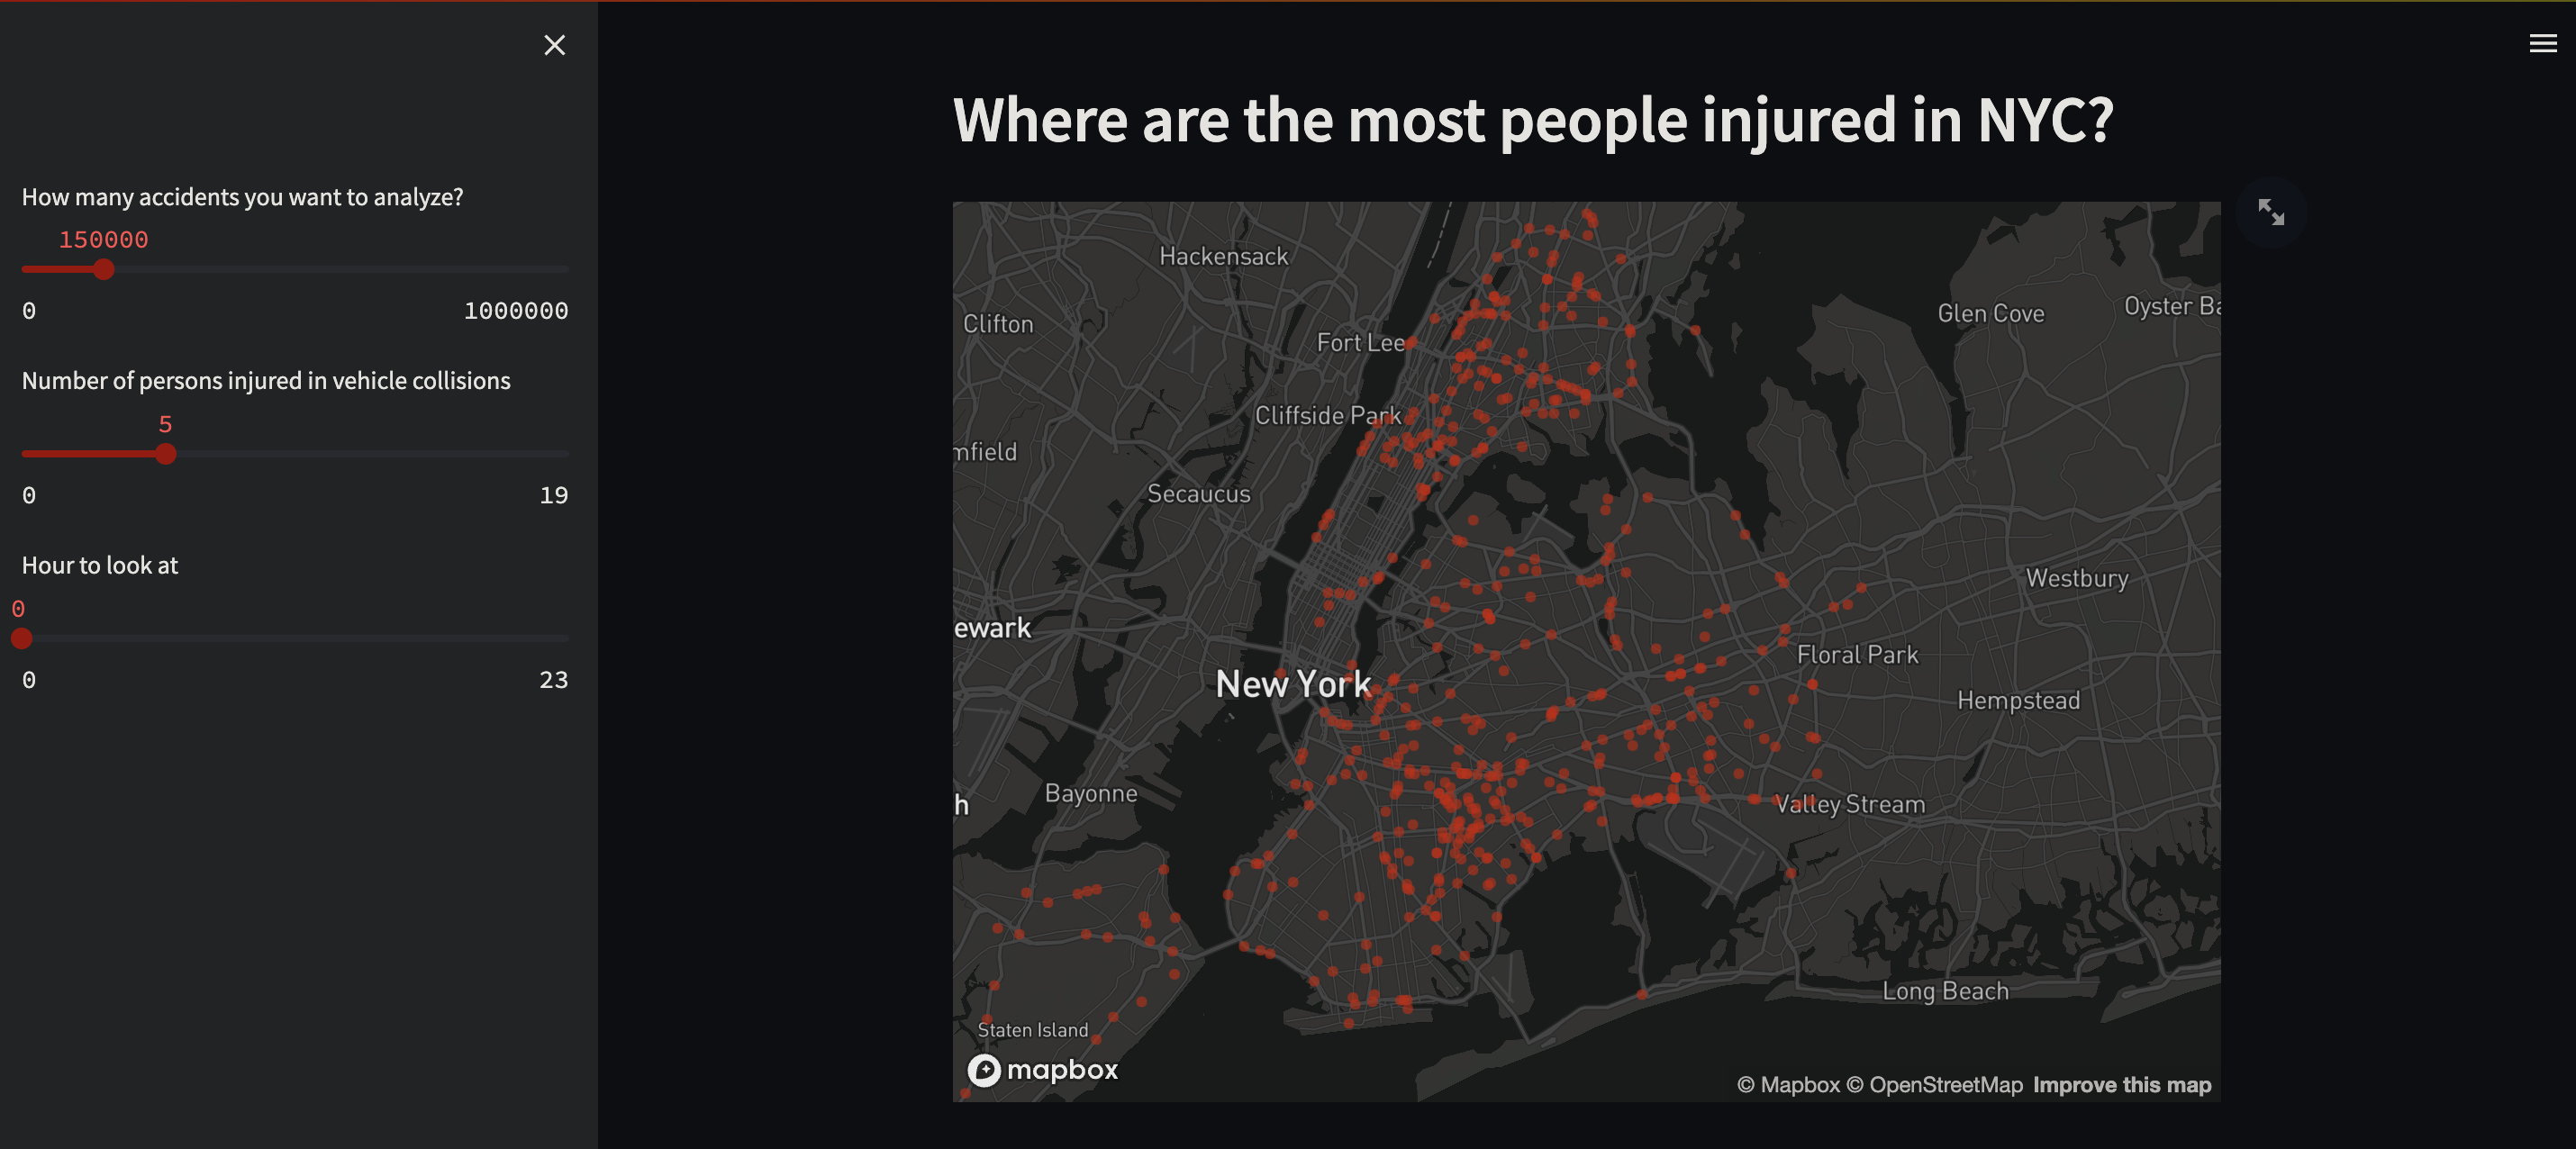 How many accidents you want to analyze?
150000
0 1000000
Number of persons injured in vehicle collisions
5
0 19
Hour to look at
0
0 23
Where are the most people injured in NYC?
Hackensack
Glen Cove
Oyster Ba
Clifton
Fort Lee
Cliffside Park
mfield
Secaucus
Westbury
ewark
Floral Park
New York
Hempstead
Bayonne
h
Valley Stream
Long Beach
Staten Island
mapbox
© Mapbox © OpenStreetMap Improve this map